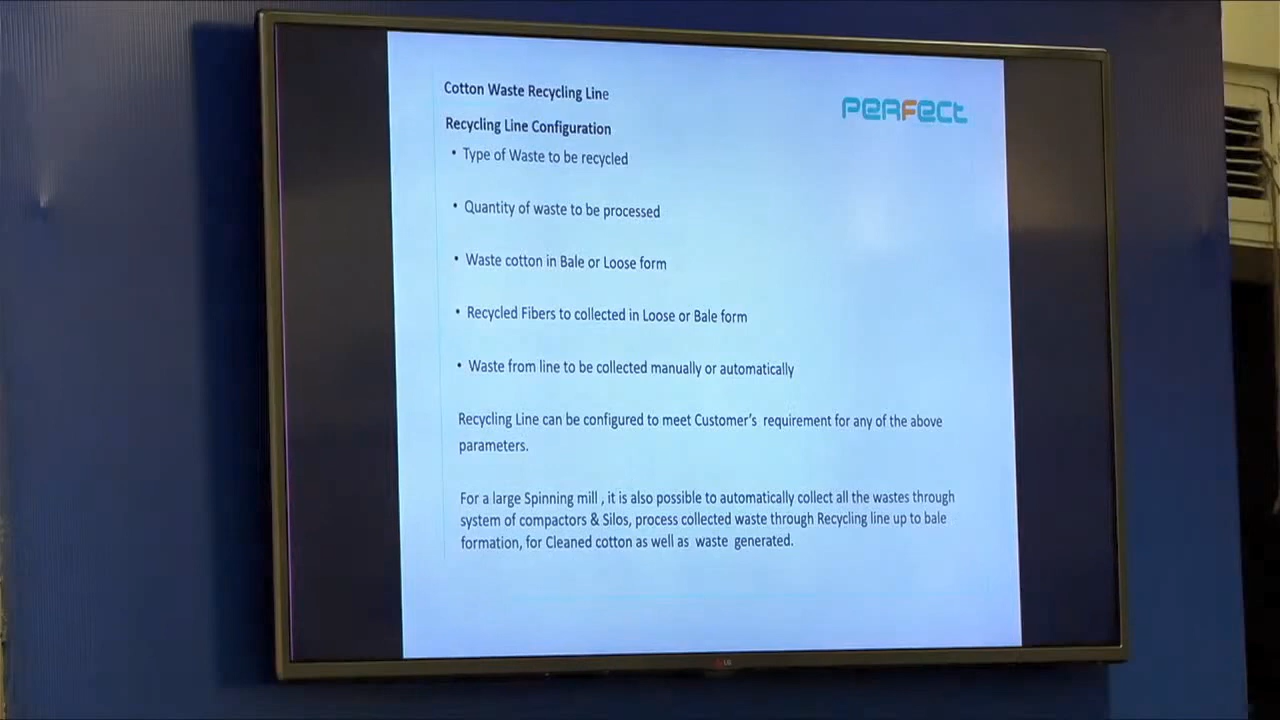 Cotton Waste Recycling Line
PERFECT
Recycling Line Configuration
• Type of Waste to be recycled
• Quantity of waste to be processed
• Waste cotton in Bale or Loose form
• Recycled Fibers to collected in Loose or Bale form
• Waste from line to be collected manually or automatically
Recycling Line can be configured to meet Customer’s requirement for any of the above
parameters.
For a large Spinning mill , it is also possible to automatically collect all the wastes through
system of compactors & Silos, process collected waste through Recycling line up to bale
formation, for Cleaned cotton as well as waste generated.
LG